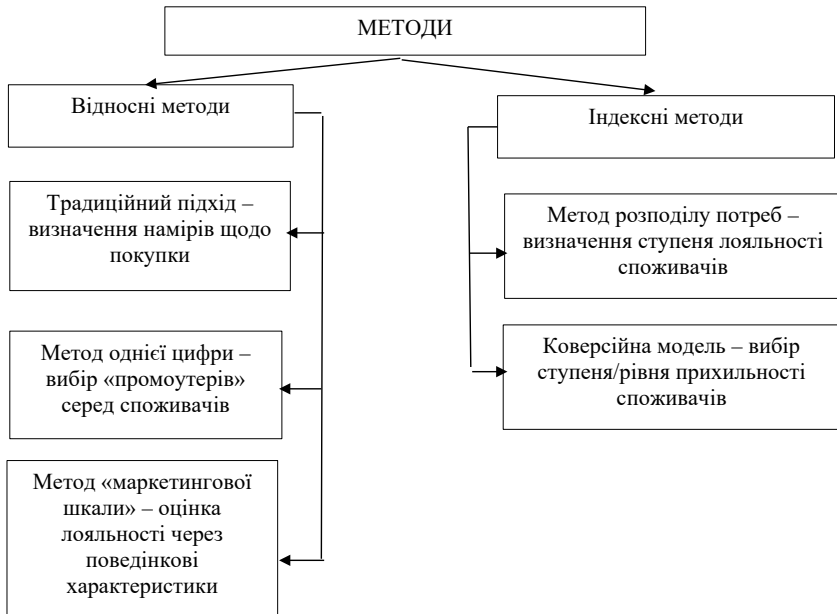 МЕТОДИ
Відносні методи
Індексні методи
Традиційний підхід –
визначення намірів щодо
покупки
Метод розподілу потреб –
визначення ступеня лояльності
споживачів
Метод однієї цифри –
вибір «промоутерів»
серед споживачів
Коверсійна модель – вибір
ступеня/рівня прихильності
споживачів
Метод «маркетингової
шкали» – оцінка
лояльності через
поведінкові
характеристики